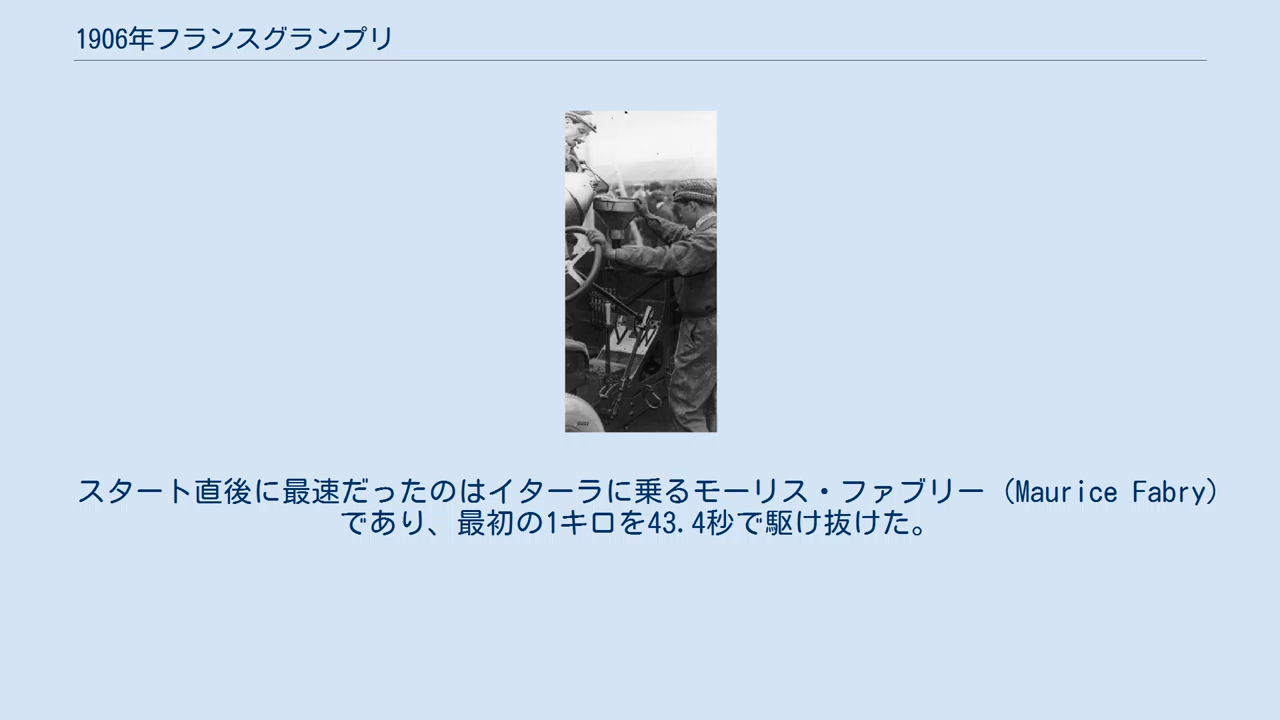 1906年フランスグランプリ
スタート直後に最速だったのはイターラに乗るモーリス・ファブリー（Maurice Fabry）
であり、最初の1キロを43.4秒で駆け抜けた。